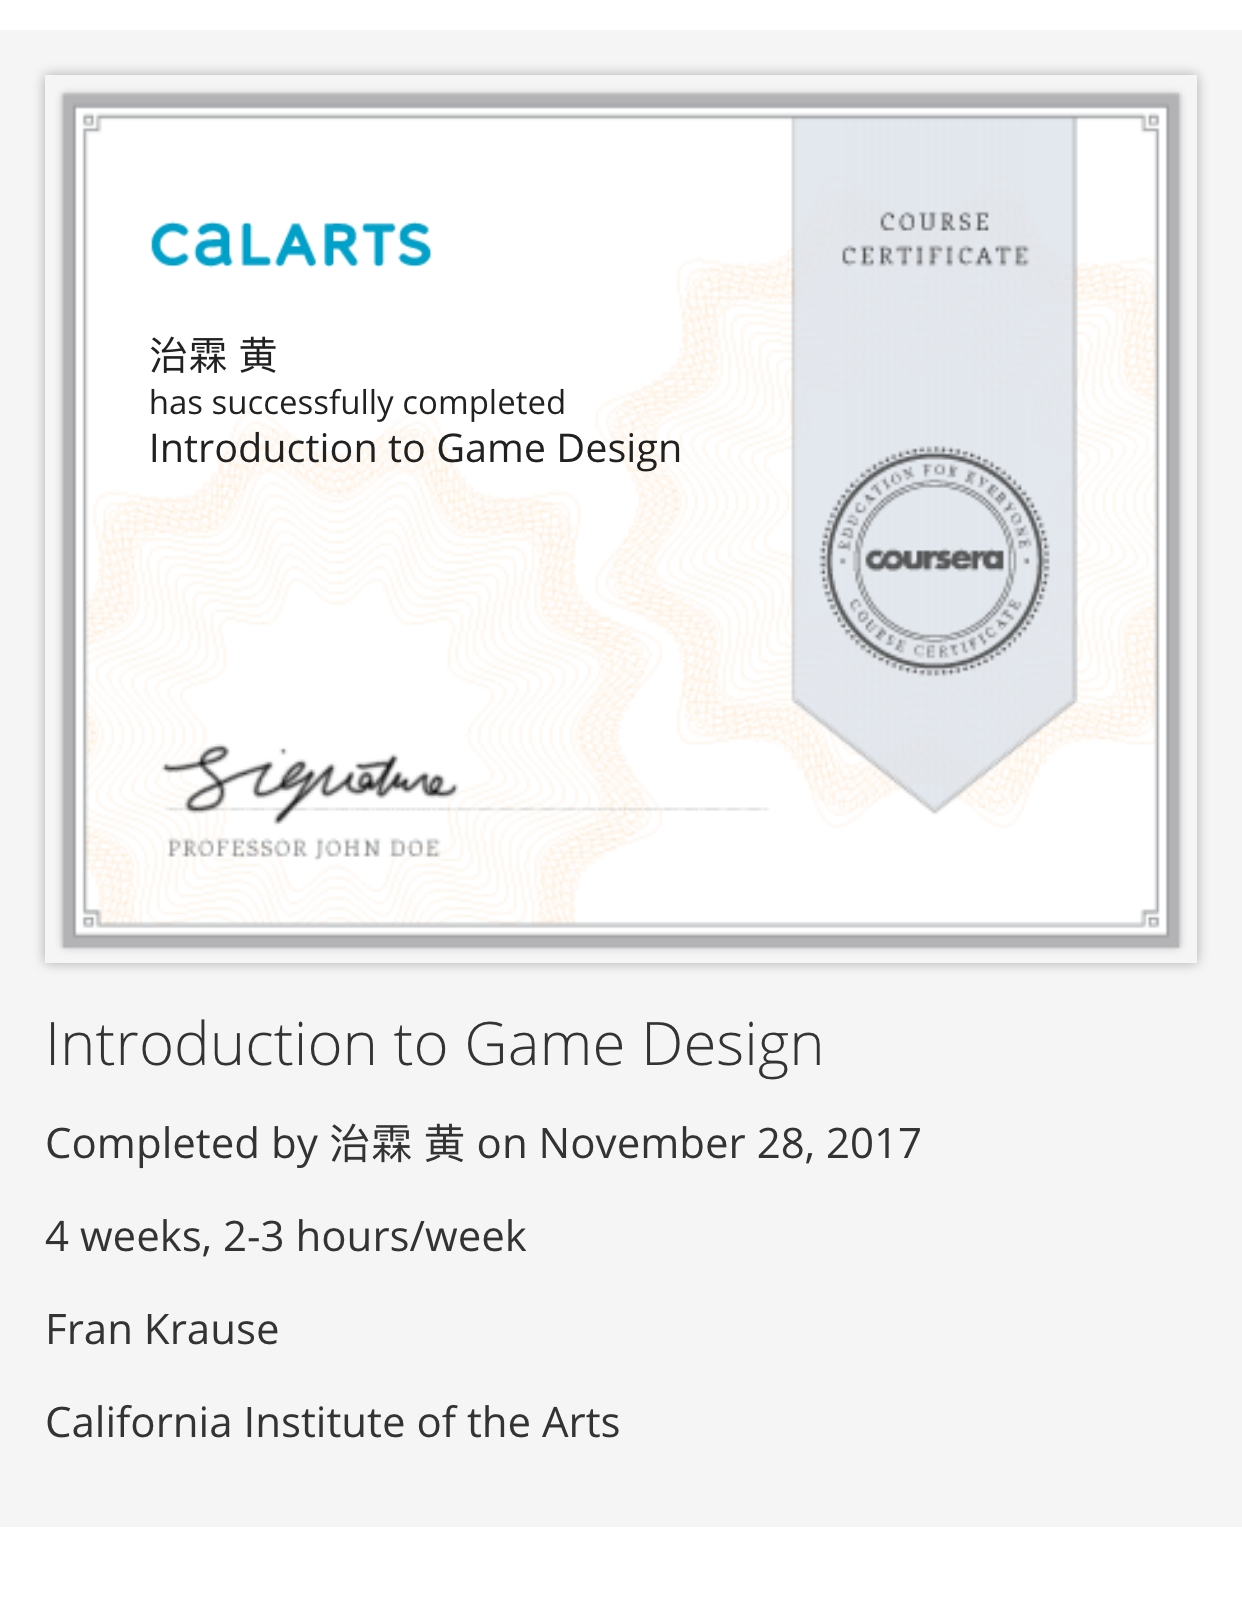 CALARTS
治霖 黄
has successfully completed
Introduction to Game Design
Signature
PROFESSOR JOHN DOE
COURSE
CERTIFICATE
EDUCATION FOR EVERYONE
coursera
COURSE CERTIFICATE
Introduction to Game Design
Completed by 治霖 黄 on November 28, 2017
4 weeks, 2-3 hours/week
Fran Krause
California Institute of the Arts